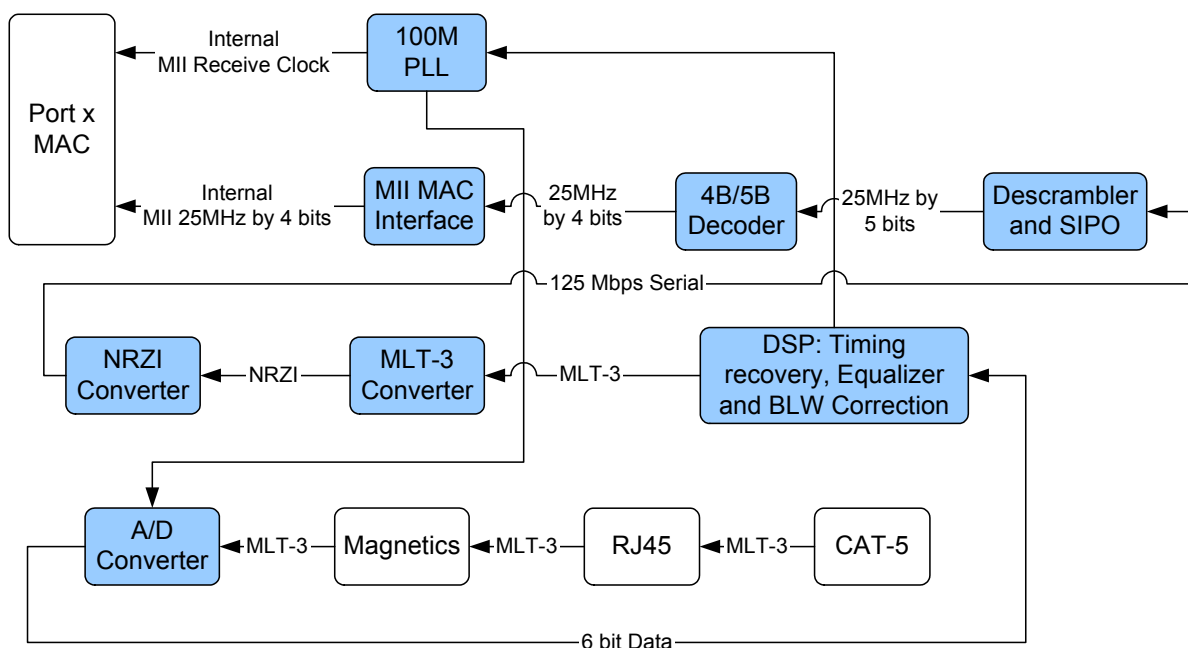 Internal
MII Receive Clock
100M
PLL
Port x
MAC
Internal
MII 25MHz by 4 bits
MII MAC
Interface
25MHz
by 4 bits
4B/5B
Decoder
25MHz by
5 bits
Descrambler
and SIPO
125 Mbps Serial
NRZI
Converter
NRZI
MLT-3
Converter
MLT-3
DSP: Timing
recovery, Equalizer
and BLW Correction
A/D
Converter
MLT-3
Magnetics
MLT-3
RJ45
MLT-3
CAT-5
6 bit Data